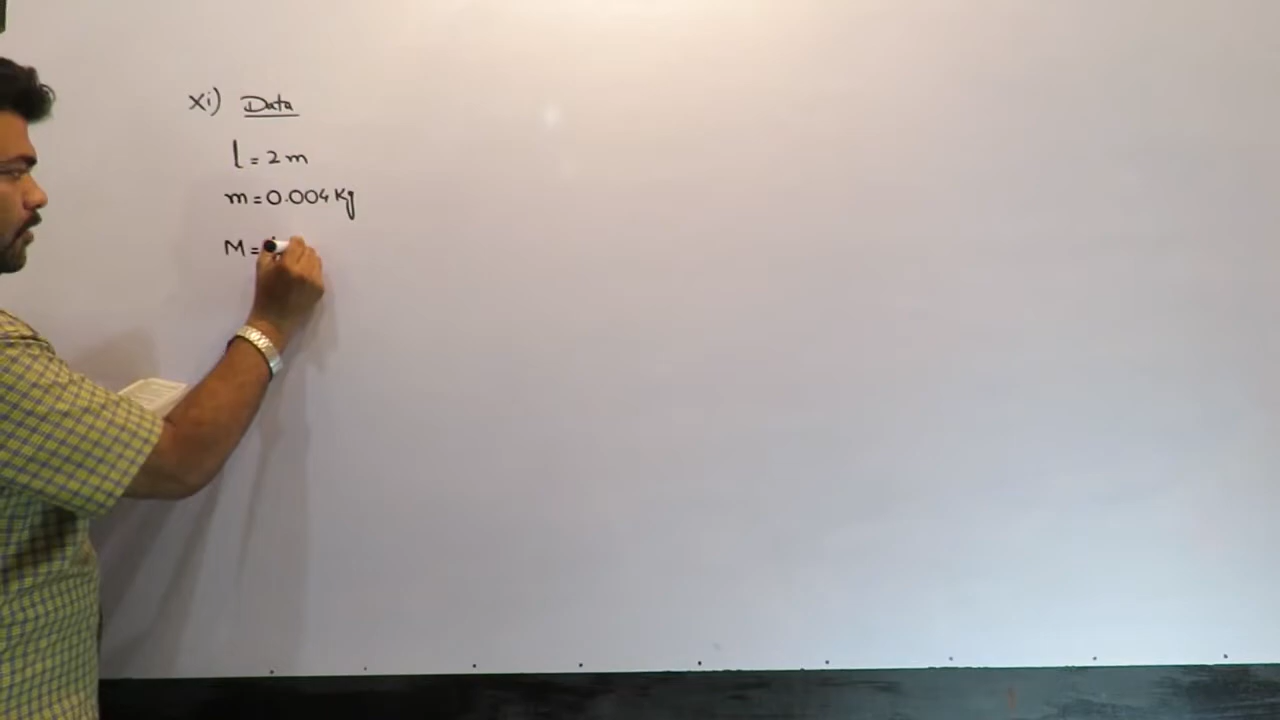 xi) Data
l = 2 m
m = 0.004 Kg
M =